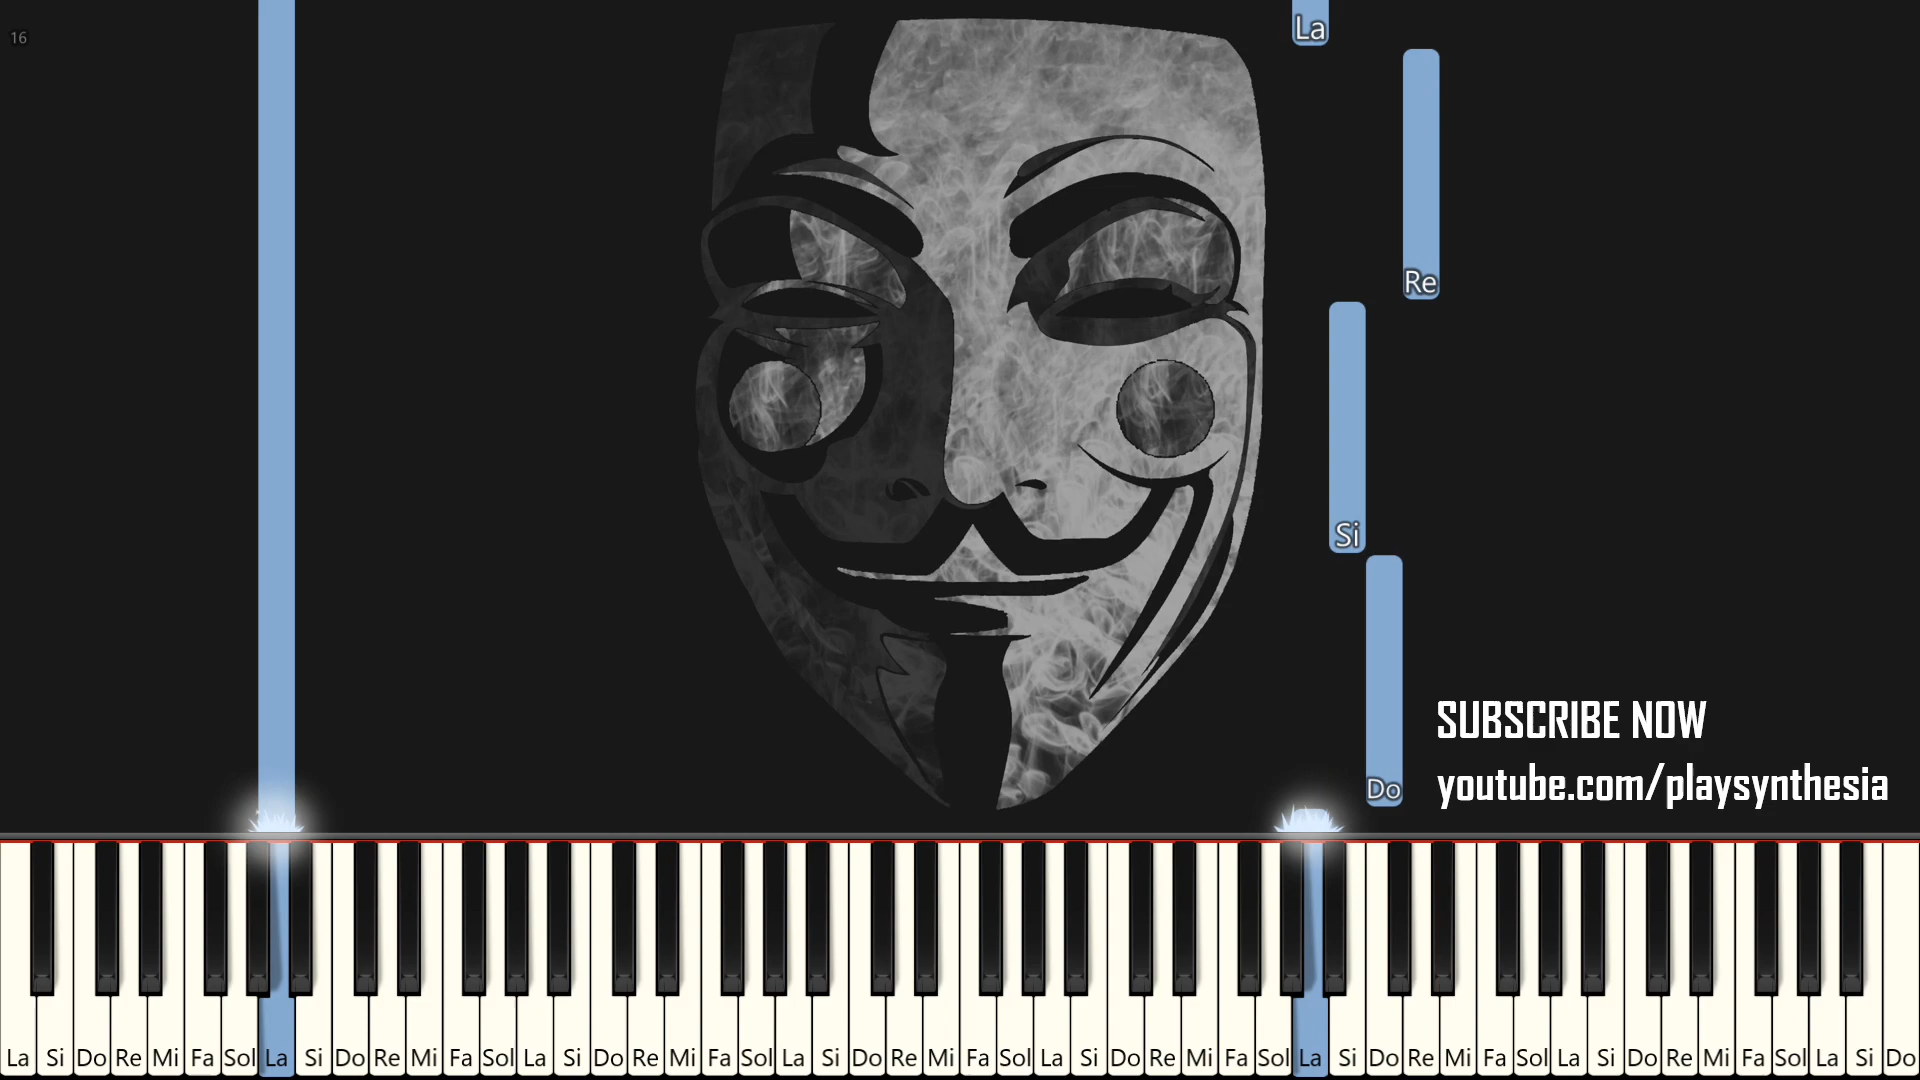 16
La
Re
Si
Do
SUBSCRIBE NOW
youtube.com/playsynthesia
La Si Do Re Mi Fa Sol La Si Do Re Mi Fa Sol La Si Do Re Mi Fa Sol La Si Do Re Mi Fa Sol La Si Do Re Mi Fa Sol La Si Do Re Mi Fa Sol La Si Do Re Mi Fa Sol La Si Do